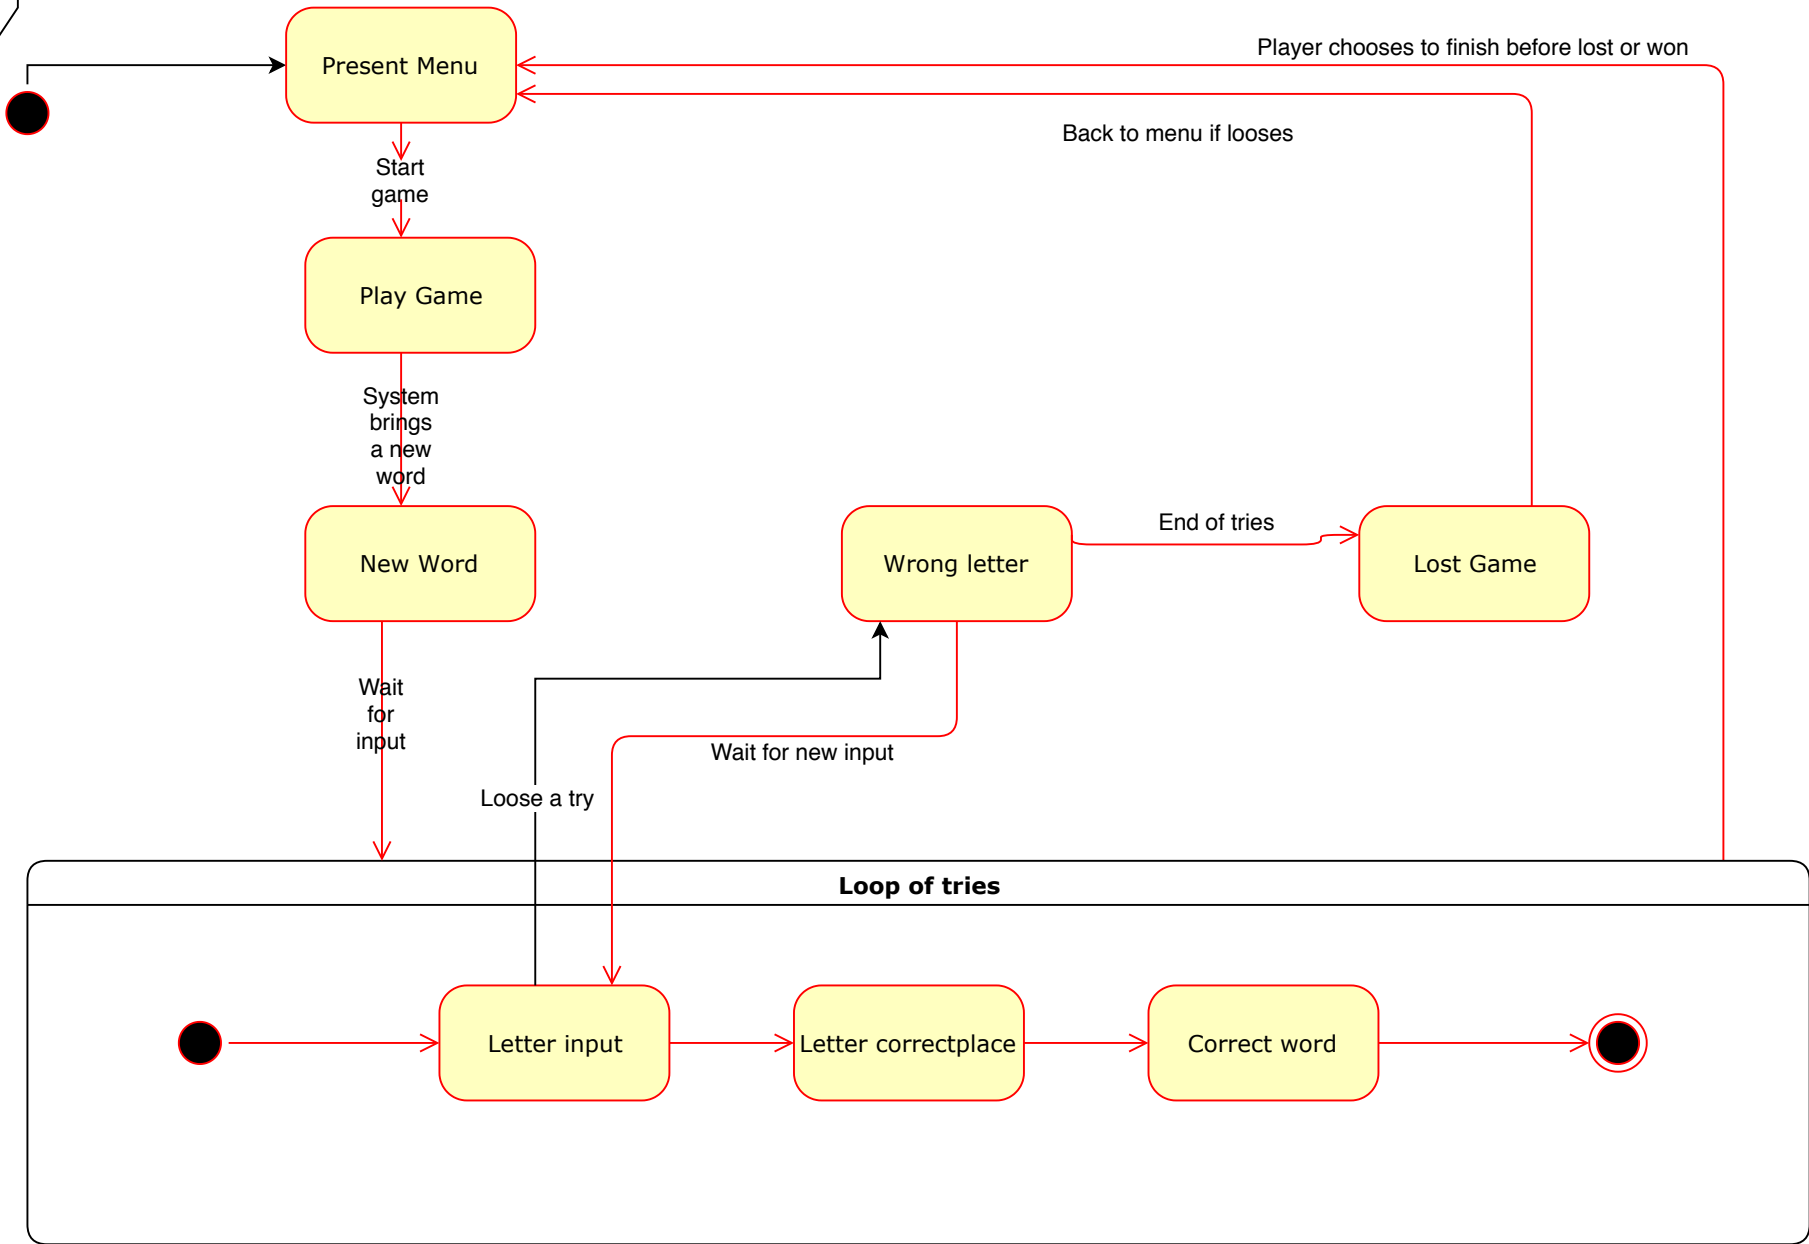 Player chooses to finish before lost or won
Present Menu
Back to menu if looses
Start
game
Play Game
System
brings
a new
word
End of tries
New Word
Wrong letter
Lost Game
Wait
for
input
Wait for new input
Loose a try
Loop of tries
Letter input
Letter correctplace
Correct word